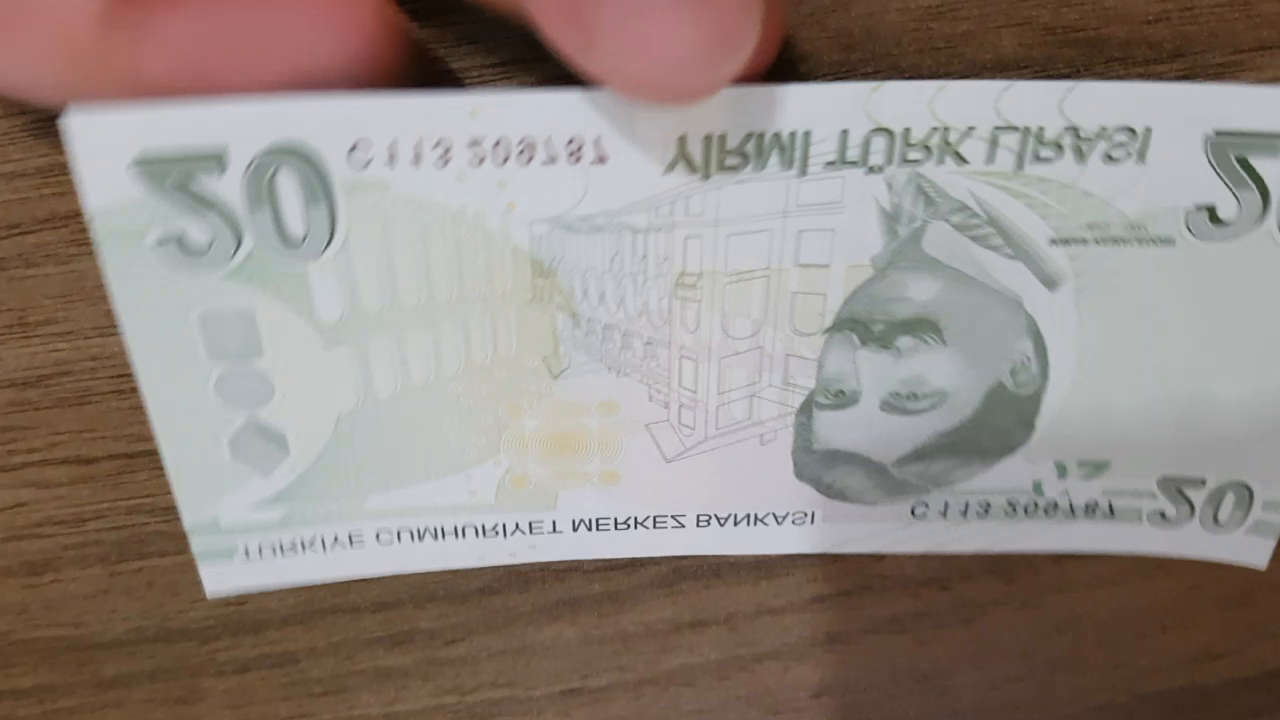 TÜRKİYE CUMHURİYET MERKEZ BANKASI
C113 209787
20
20
C113 209787
YİRMİ TÜRK LİRASI